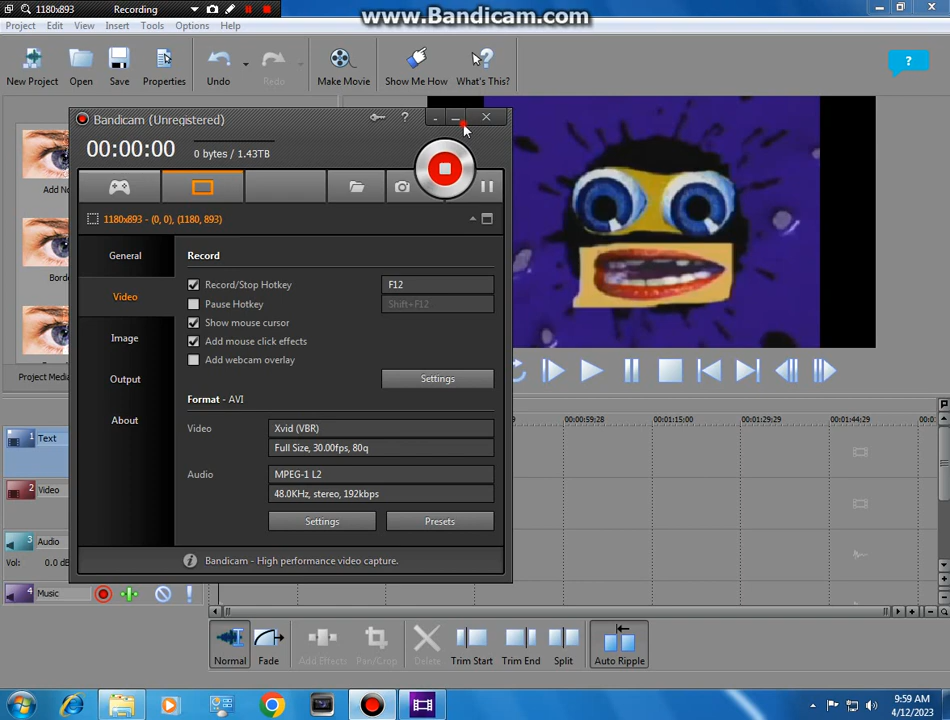 1180x893
Recording
www.Bandicam.com
Project
Edit
View
Insert
Tools
Options
Help
New Project
Open
Save
Properties
Undo
Redo
Make Movie
Show Me How
What's This?
?
Bandicam (Unregistered)
?
00:00:00
0 bytes / 1.43TB
1180x893 - (0, 0), (1180, 893)
General
Video
Image
Output
About
Record
Record/Stop Hotkey
F12
Pause Hotkey
Shift+F12
Show mouse cursor
Add mouse click effects
Add webcam overlay
Settings
Format - AVI
Video
Xvid (VBR)
Full Size, 30.00fps, 80q
Audio
MPEG-1 L2
48.0KHz, stereo, 192kbps
Settings
Presets
Bandicam - High performance video capture.
Add No
Borde
Project Media
00:00:59:28
00:01:15:00
00:01:29:29
00:01:44:29
00:0
1 Text
2 Video
3 Audio
Vol:
0.0 dB
4 Music
Normal
Fade
Add Effects
Pan/Crop
Delete
Trim Start
Trim End
Split
Auto Ripple
9:59 AM
4/12/2023